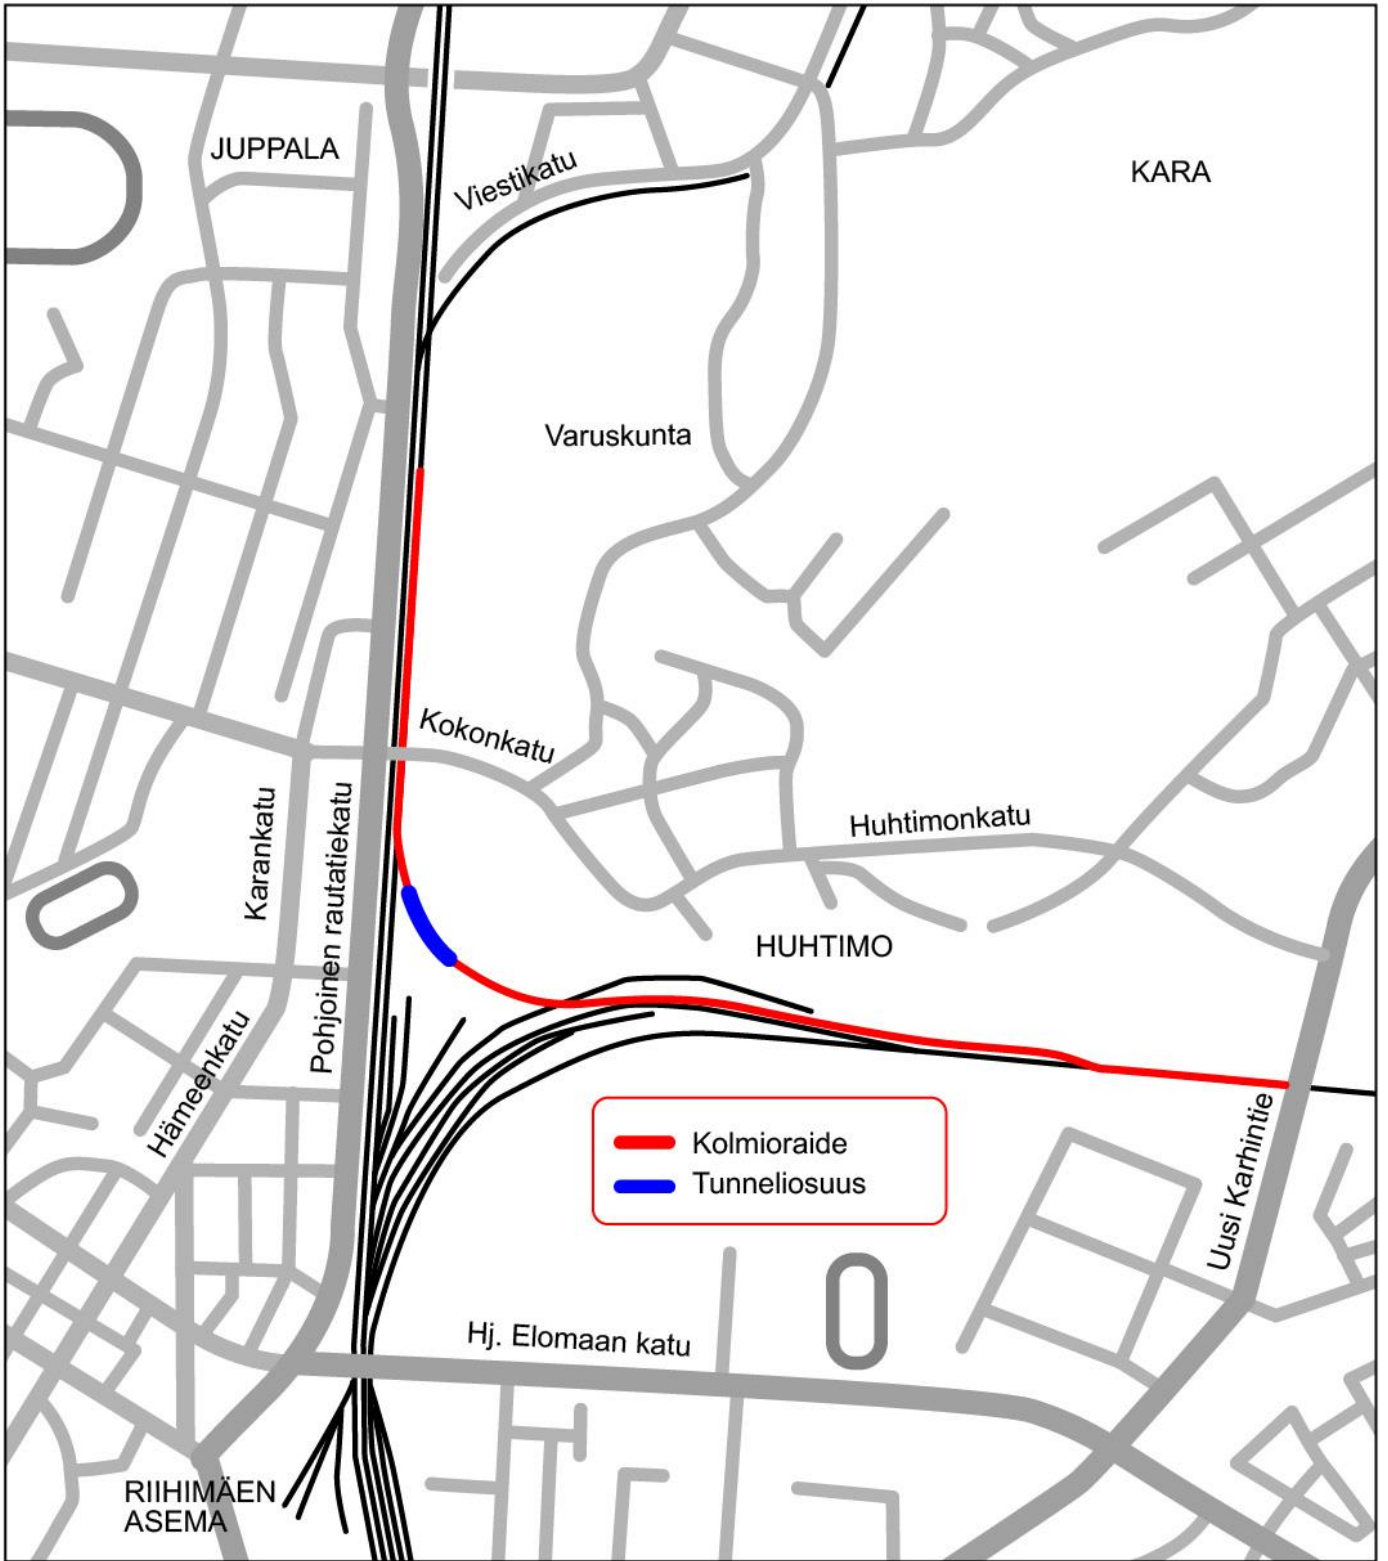 JUPPALA
Viestikatu
KARA
Varuskunta
Kokonkatu
Karankatu
Pohjoinen rautatiekatu
Huhtimonkatu
HUHTIMO
Hämeenkatu
Kolmioraide
Tunneliosuus
Uusi Karhintie
Hj. Elomaan katu
RIIHIMÄEN
ASEMA